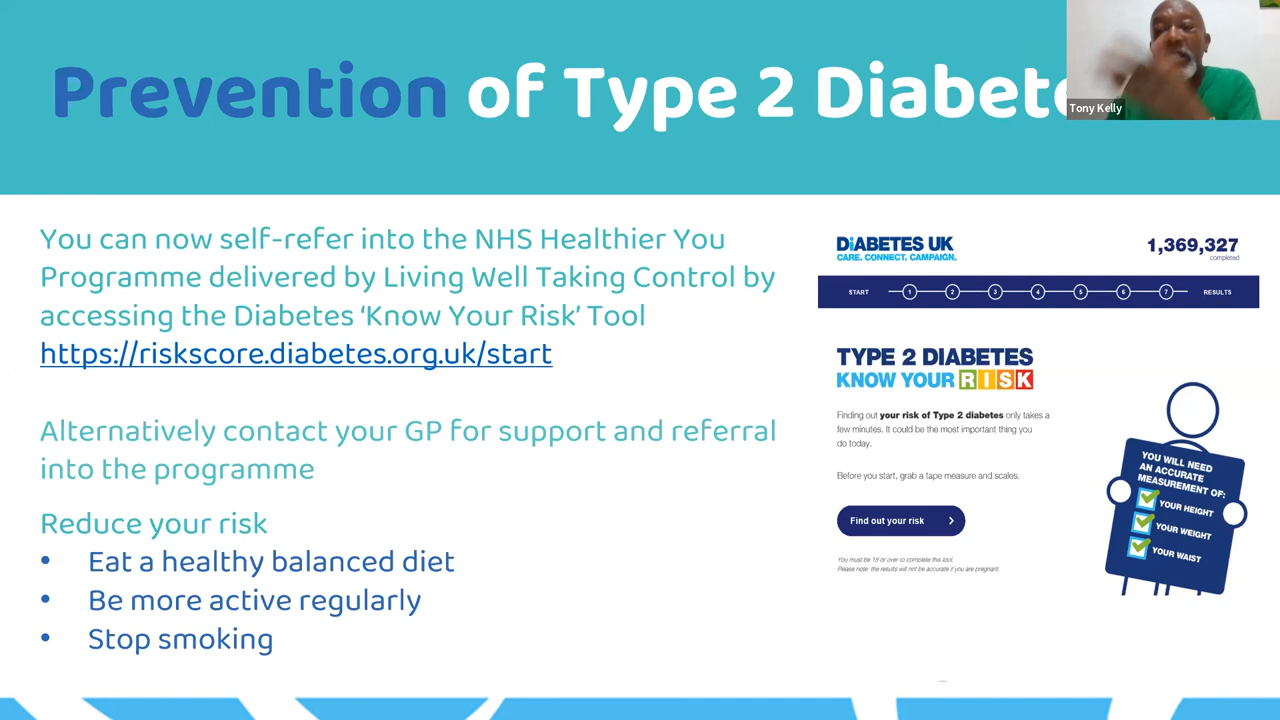 Prevention of Type 2 Diabete
Tony Kelly
You can now self-refer into the NHS Healthier You
Programme delivered by Living Well Taking Control by
accessing the Diabetes ‘Know Your Risk’ Tool
https://riskscore.diabetes.org.uk/start
Alternatively contact your GP for support and referral
into the programme
Reduce your risk
• Eat a healthy balanced diet
• Be more active regularly
• Stop smoking
DiABETES UK
CARE. CONNECT. CAMPAIGN.
1,369,327
completed
START 1 2 3 4 5 6 7 RESULTS
TYPE 2 DIABETES
KNOW YOUR RISK
Finding out your risk of Type 2 diabetes only takes a
few minutes. It could be the most important thing you
do today.
Before you start, grab a tape measure and scales.
Find out your risk
You must be 18 or over to complete this tool.
Please note: the results will not be accurate if you are pregnant.
YOU WILL NEED
AN ACCURATE
MEASUREMENT OF:
YOUR HEIGHT
YOUR WEIGHT
YOUR WAIST